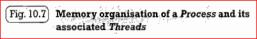 Fig. 10.7 Memory organisation of a Process and its
associated Threads